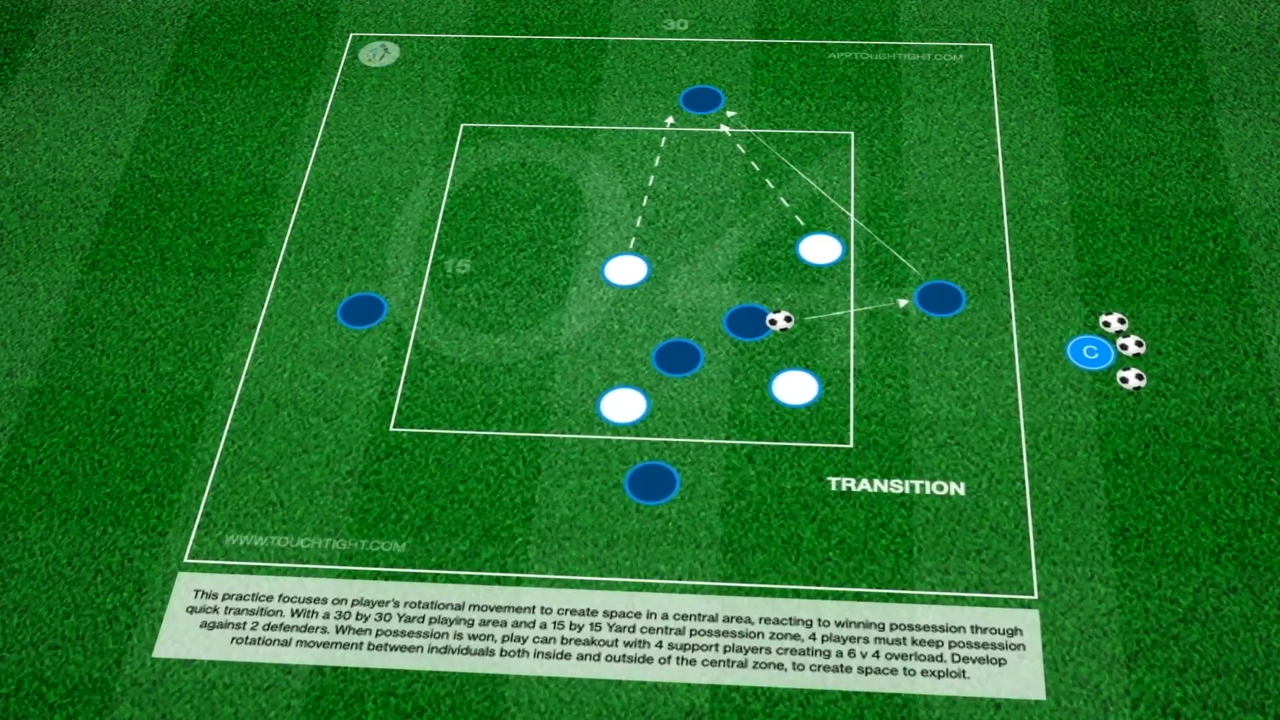 30
APP.TOUCHTIGHT.COM
15
C
TRANSITION
WWW.TOUCHTIGHT.COM
This practice focuses on player's rotational movement to create space in a central area, reacting to winning possession through
quick transition. With a 30 by 30 Yard playing area and a 15 by 15 Yard central possession zone, 4 players must keep possession
against 2 defenders. When possession is won, play can breakout with 4 support players creating a 6 v 4 overload. Develop
rotational movement between individuals both inside and outside of the central zone, to create space to exploit.